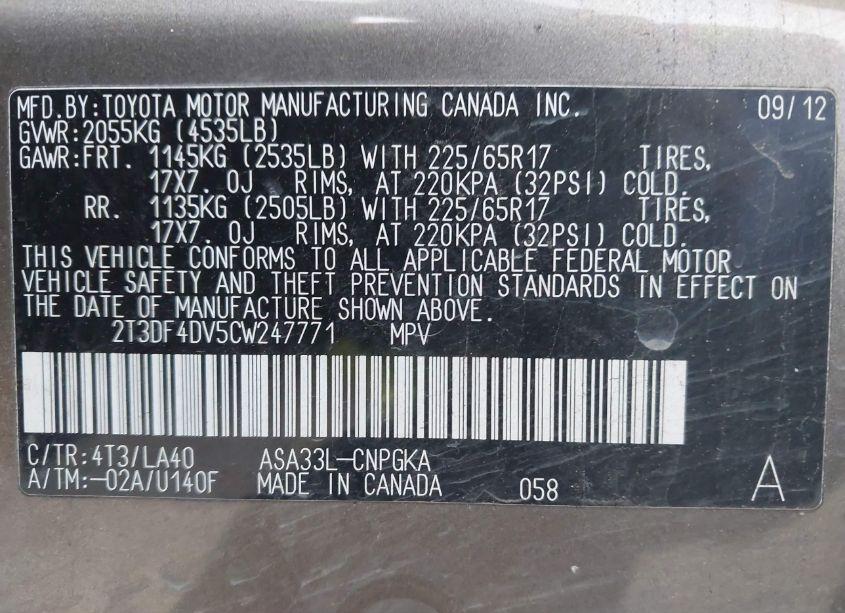 MFD.BY:TOYOTA MOTOR MANUFACTURING CANADA INC. 09/12
GVWR:2055KG (4535LB)
GAWR:FRT. 1145KG (2535LB) WITH 225/65R17 TIRES,
17X7. 0J RIMS, AT 220KPA (32PSI) COLD.
RR. 1135KG (2505LB) WITH 225/65R17 TIRES,
17X7. 0J RIMS, AT 220KPA (32PSI) COLD.
THIS VEHICLE CONFORMS TO ALL APPLICABLE FEDERAL MOTOR
VEHICLE SAFETY AND THEFT PREVENTION STANDARDS IN EFFECT ON
THE DATE OF MANUFACTURE SHOWN ABOVE.
2T3DF4DV5CW247771 MPV
C/TR:4T3/LA40 ASA33L-CNPGKA
A/TM:-02A/U140F MADE IN CANADA 058 A